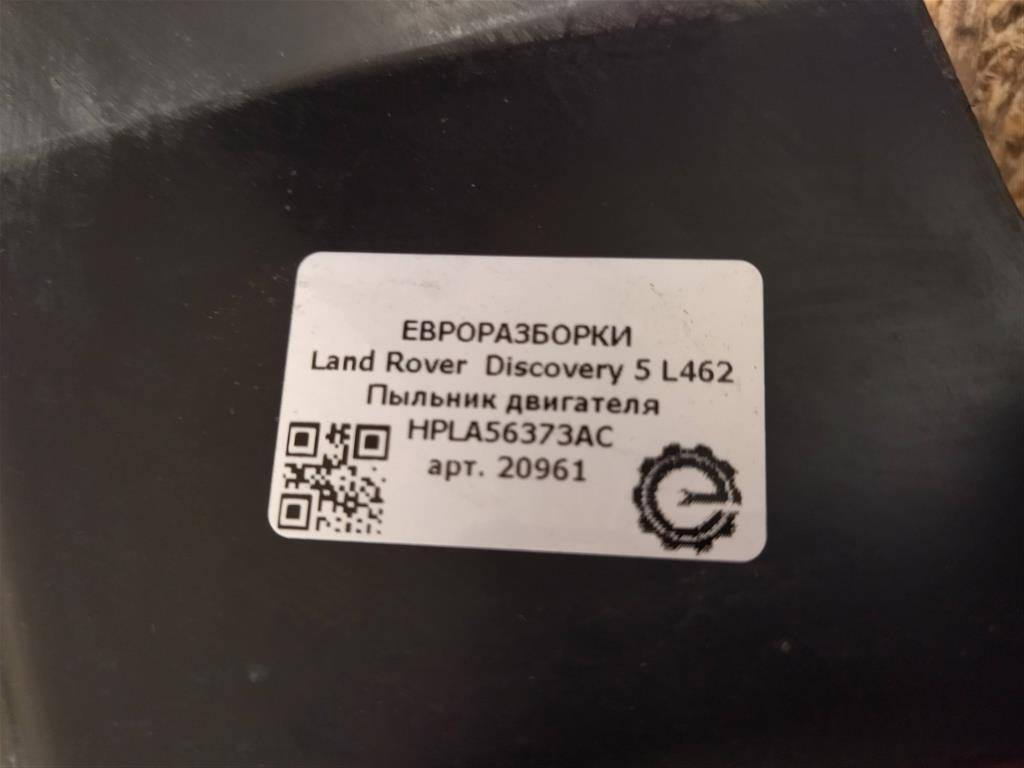 ЕВРОРАЗБОРКИ
Land Rover Discovery 5 L462
Пыльник двигателя
HPLA56373AC
арт. 20961